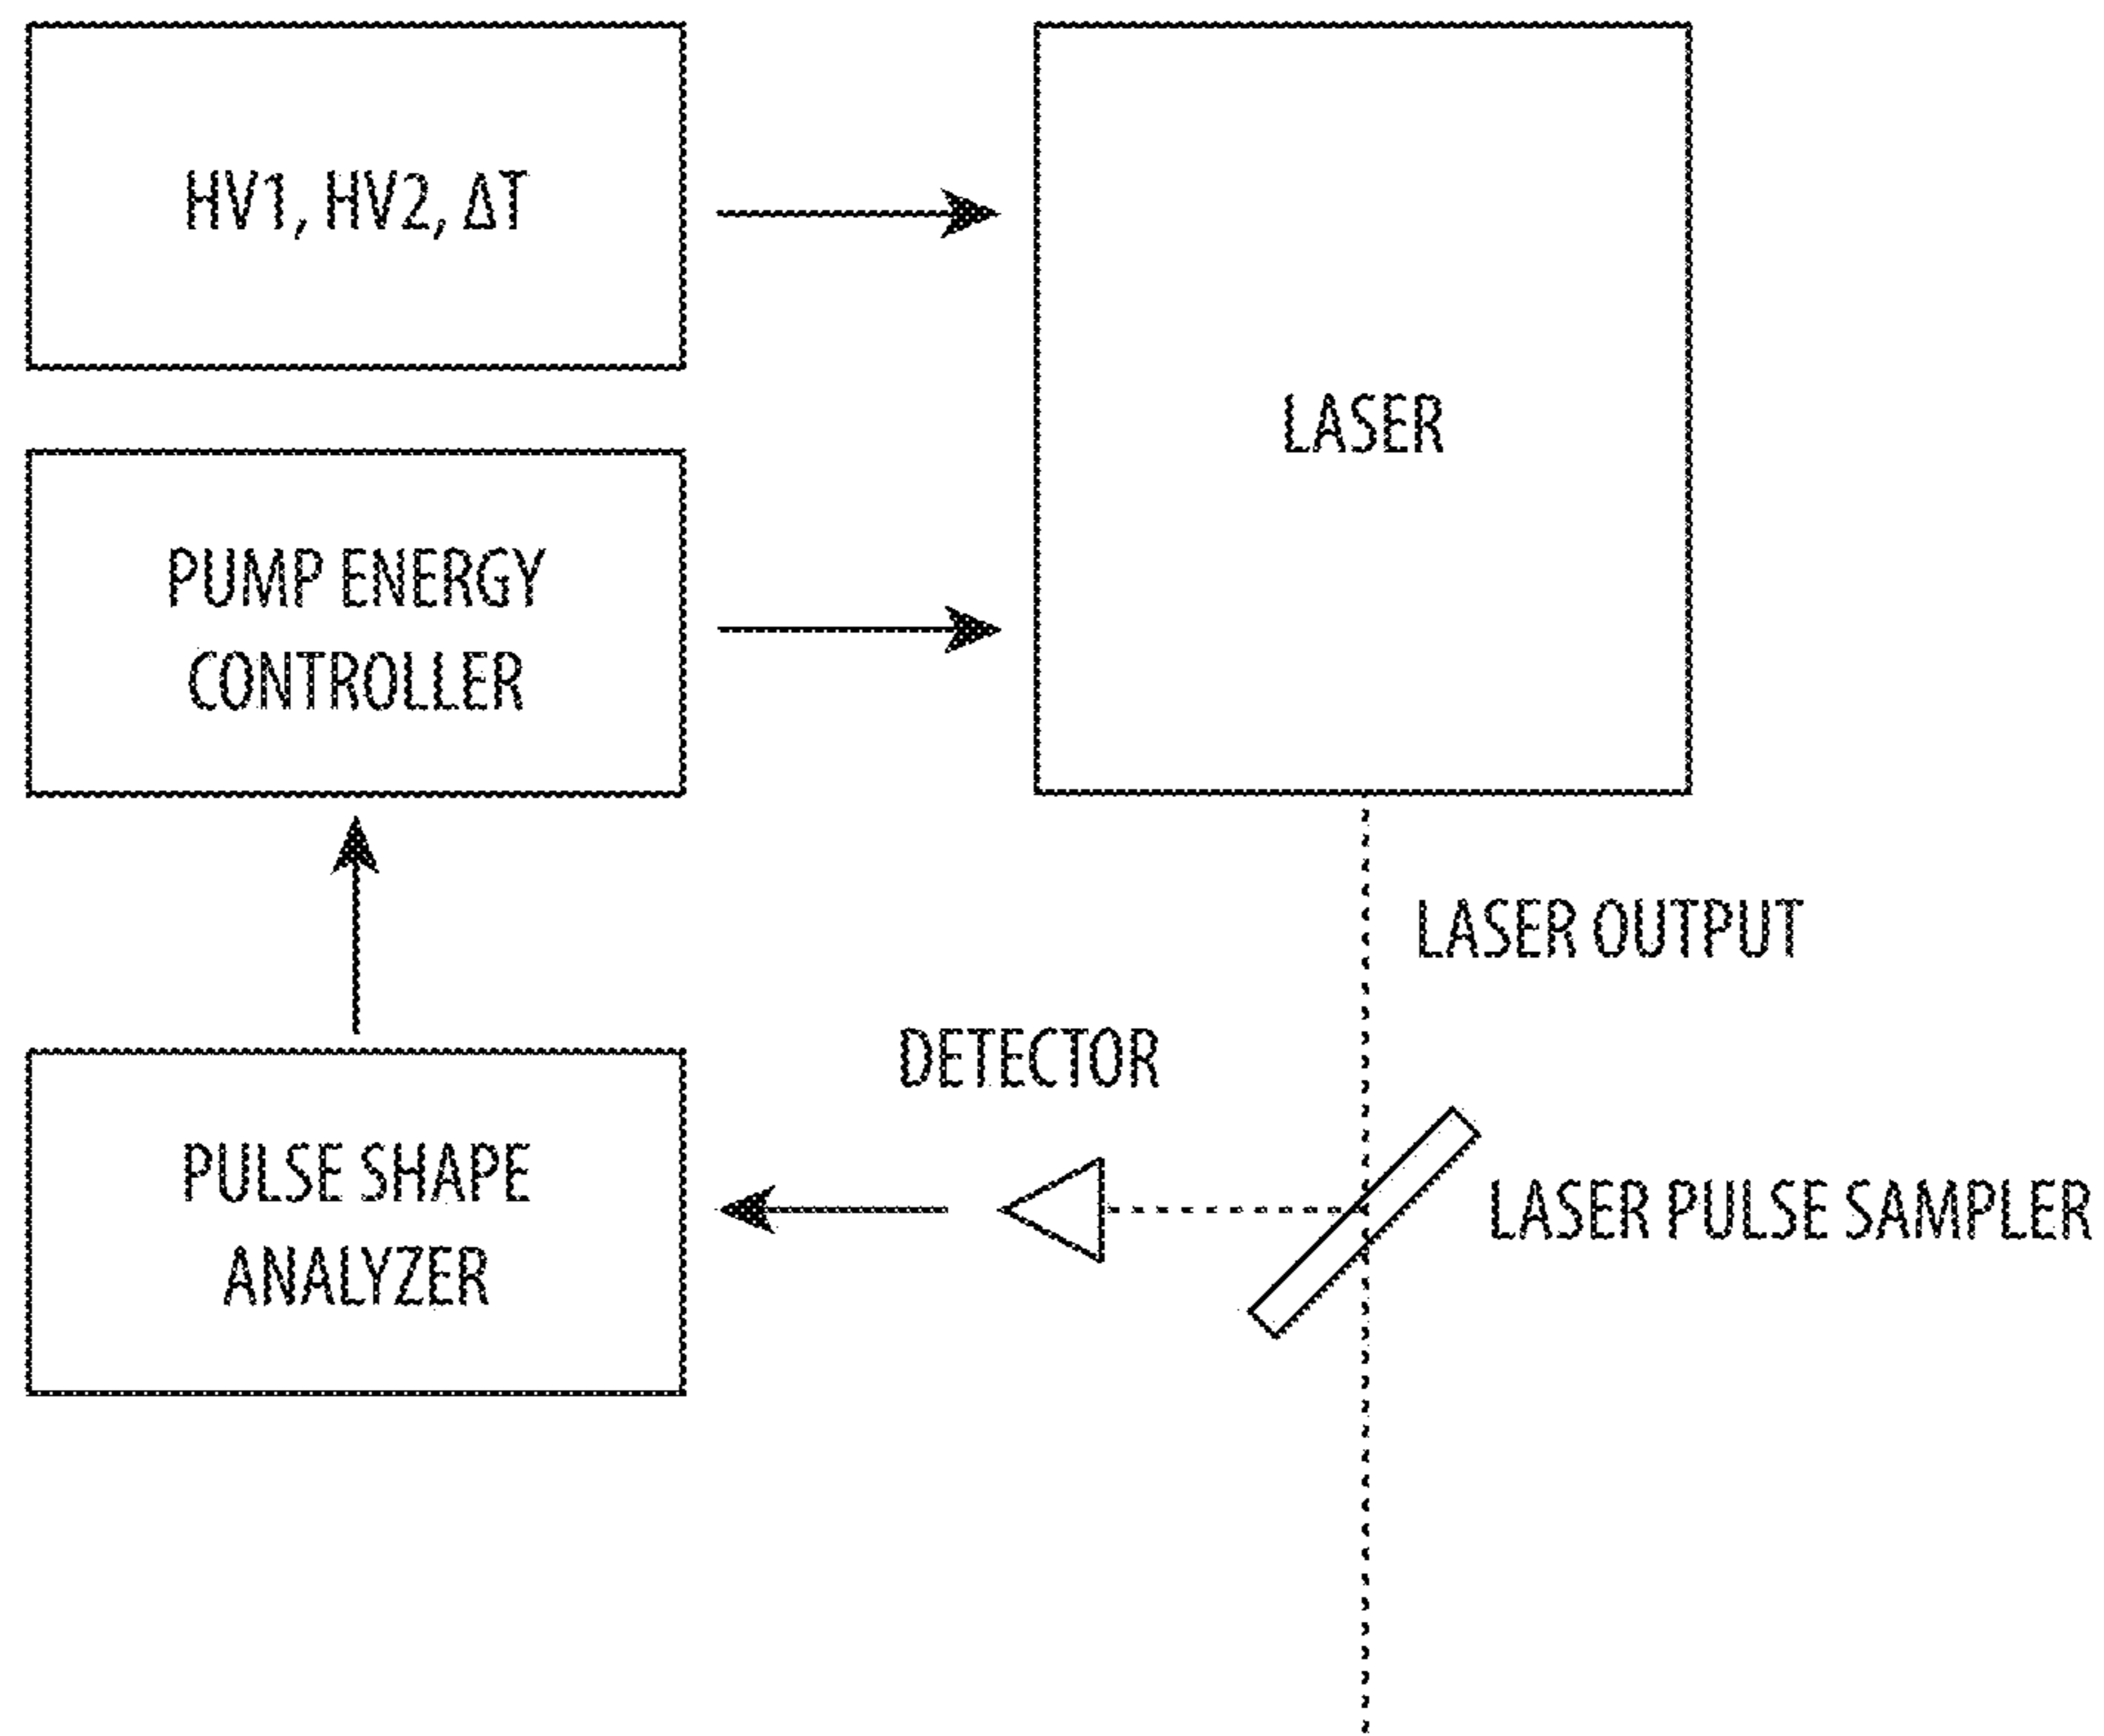 HV1, HV2, ΔT
LASER
PUMP ENERGY
CONTROLLER
LASER OUTPUT
DETECTOR
PULSE SHAPE
ANALYZER
LASER PULSE SAMPLER